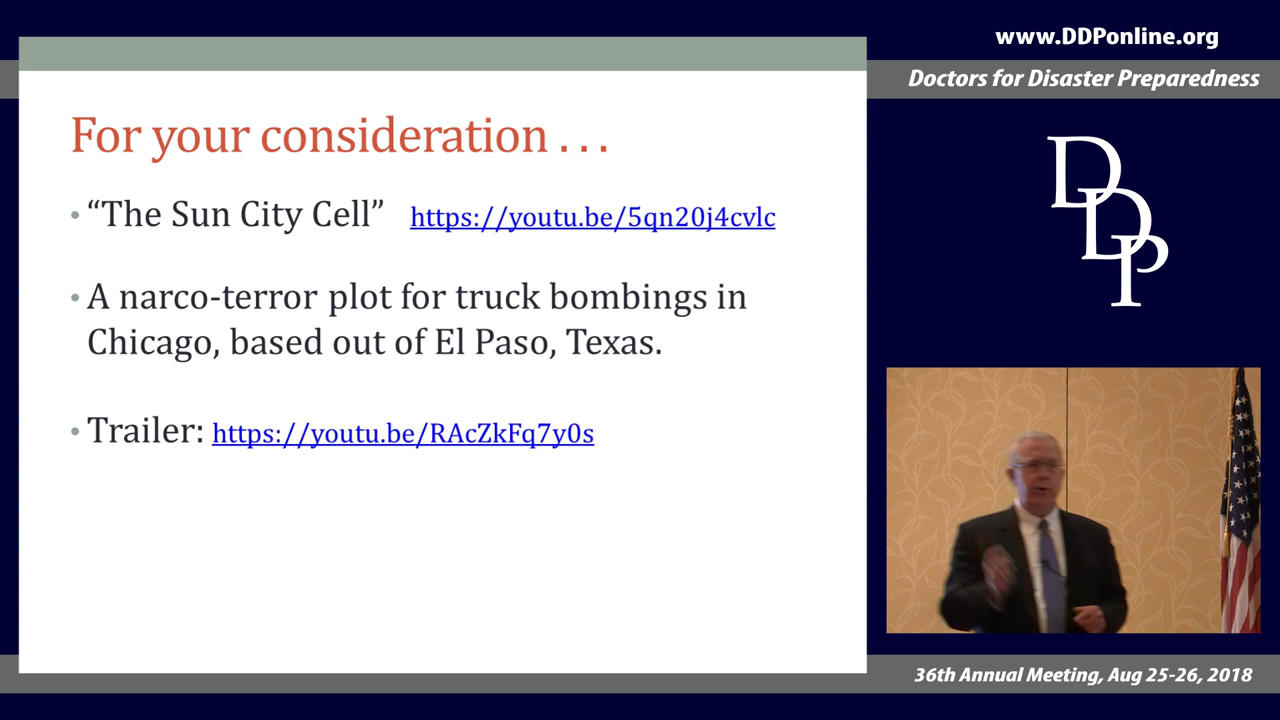 www.DDPonline.org
Doctors for Disaster Preparedness
For your consideration . . .
• “The Sun City Cell” https://youtu.be/5qn20j4cvlc
• A narco-terror plot for truck bombings in
Chicago, based out of El Paso, Texas.
• Trailer: https://youtu.be/RAcZkFq7y0s
DDP
36th Annual Meeting, Aug 25-26, 2018